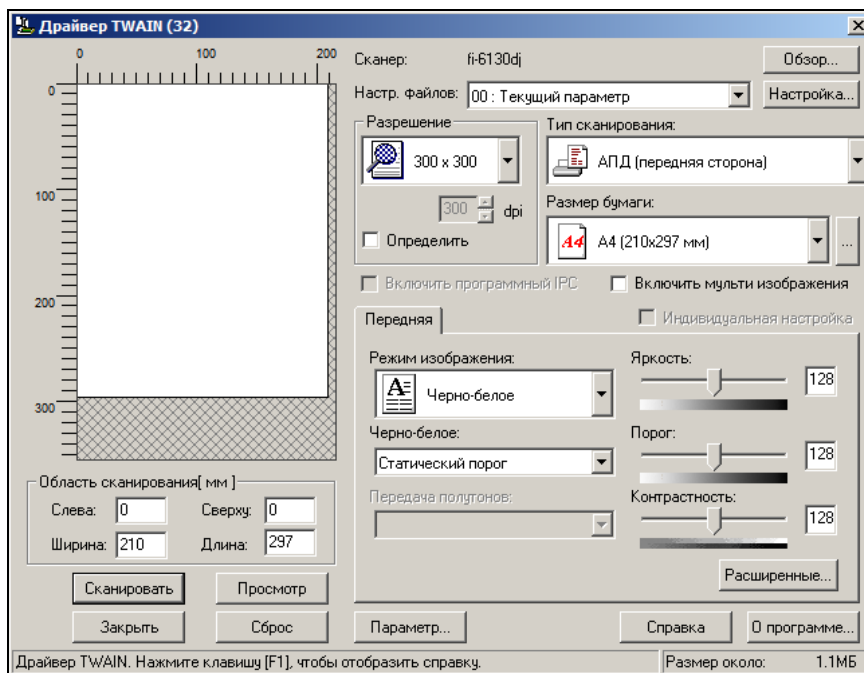 Драйвер TWAIN (32)
0 100 200
0
100
200
300
Сканер: fi-6130dj Обзор...
Настр. файлов: 00 : Текущий параметр Настройка...
Разрешение
300 x 300
300 dpi
Определить
Тип сканирования:
АПД (передняя сторона)
Размер бумаги:
A4 A4 (210x297 мм) ...
Включить программный IPC Включить мульти изображения
Передняя Индивидуальная настройка
Режим изображения:
A Черно-белое
Черно-белое:
Статический порог
Передача полутонов:
Яркость:
128
Порог:
128
Контрастность:
128
Расширенные...
Область сканирования[ мм ]
Слева: 0 Сверху: 0
Ширина: 210 Длина: 297
Сканировать Просмотр
Закрыть Сброс Параметр... Справка О программе...
Драйвер TWAIN. Нажмите клавишу [F1], чтобы отобразить справку. Размер около: 1.1МБ